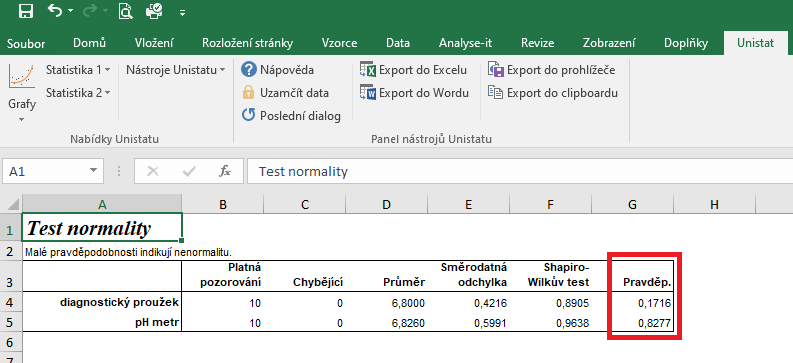 Soubor Domů Vložení Rozložení stránky Vzorce Data Analyse-it Revize Zobrazení Doplňky Unistat
Grafy
Statistika 1
Statistika 2
Nástroje Unistatu
Nabídky Unistatu
Nápověda
Uzamčít data
Poslední dialog
Export do Excelu
Export do Wordu
Export do prohlížeče
Export do clipboardu
Panel nástrojů Unistatu
A1 fx Test normality
A B C D E F G H
1 Test normality
2 Malé pravděpodobnosti indikují nenormalitu.
Platná Směrodatná Shapiro-
3 pozorování Chybějící Průměr odchylka Wilkův test Pravděp.
4 diagnostický proužek 10 0 6,8000 0,4216 0,8905 0,1716
5 pH metr 10 0 6,8260 0,5991 0,9638 0,8277
6
7